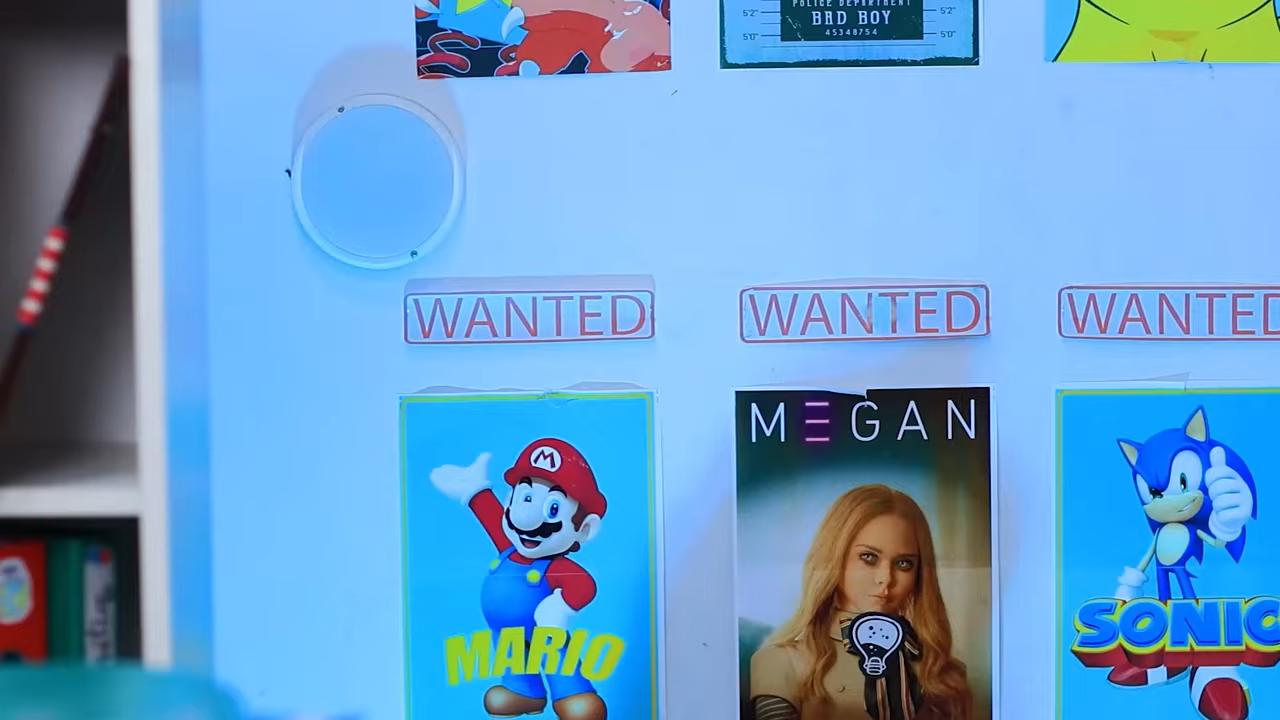 POLICE DEPARTMENT
5'2" BAD BOY 5'2"
5'0" 45348754 5'0"
WANTED
WANTED
WANTED
M
MARIO
MEGAN
SONIC